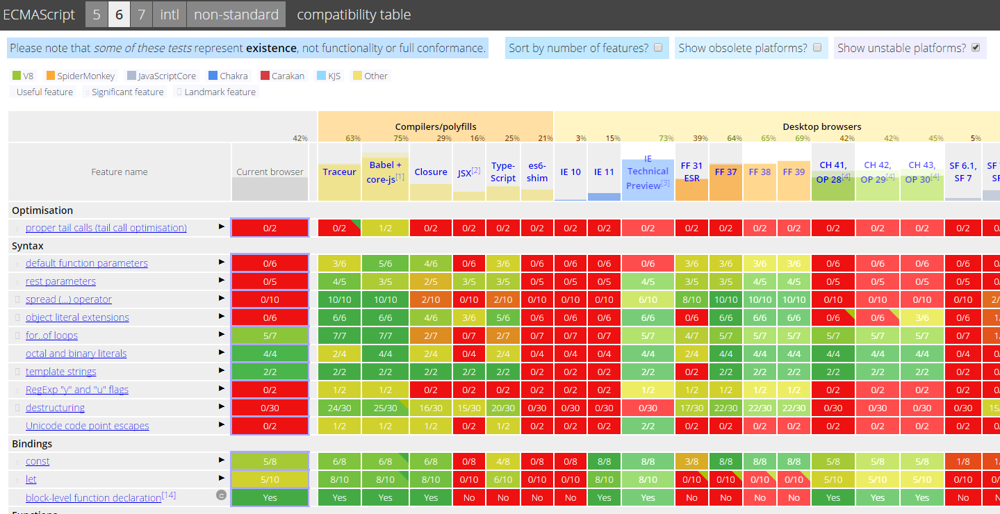 ECMAScript 5 6 7 intl non-standard compatibility table
Please note that some of these tests represent existence, not functionality or full conformance. Sort by number of features? Show obsolete platforms? Show unstable platforms?
V8 SpiderMonkey JavaScriptCore Chakra Carakan KJS Other
Useful feature Significant feature Landmark feature
Compilers/polyfills Desktop browsers
42% 63% 75% 29% 16% 25% 21% 3% 15% 73% 39% 64% 65% 69% 42% 42% 45% 5%
Feature name Current browser Traceur Babel + core-js[1] Closure JSX[2] Type-Script es6-shim IE 10 IE 11 IE Technical Preview[3] FF 31 ESR FF 37 FF 38 FF 39 CH 41, OP 28[4] CH 42, OP 29[4] CH 43, OP 30[4] SF 6.1, SF 7
Optimisation
proper tail calls (tail call optimisation) 0/2 0/2 1/2 0/2 0/2 0/2 0/2 0/2 0/2 0/2 0/2 0/2 0/2 0/2 0/2 0/2 0/2 0/2
Syntax
default function parameters 0/6 3/6 5/6 4/6 0/6 3/6 0/6 0/6 0/6 0/6 3/6 3/6 3/6 3/6 0/6 0/6 0/6 0/6
rest parameters 0/5 4/5 3/5 2/5 3/5 3/5 0/5 0/5 0/5 4/5 3/5 3/5 4/5 4/5 0/5 0/5 0/5 0/5
spread (...) operator 0/10 10/10 10/10 2/10 0/10 2/10 0/10 0/10 0/10 6/10 8/10 10/10 10/10 10/10 0/10 0/10 0/10 0/10 2/
object literal extensions 0/6 6/6 6/6 4/6 3/6 5/6 0/6 0/6 0/6 6/6 0/6 6/6 6/6 6/6 0/6 0/6 3/6 0/6 1/
for..of loops 5/7 7/7 7/7 2/7 0/7 2/7 0/7 0/7 0/7 5/7 4/7 5/7 5/7 5/7 5/7 5/7 5/7 0/7 1/
octal and binary literals 4/4 2/4 4/4 2/4 0/4 2/4 2/4 0/4 0/4 4/4 2/4 4/4 4/4 4/4 4/4 4/4 4/4 0/4
template strings 2/2 2/2 2/2 2/2 2/2 2/2 0/2 0/2 0/2 2/2 0/2 2/2 2/2 2/2 2/2 2/2 2/2 0/2
RegExp "y" and "u" flags 0/2 1/2 1/2 0/2 0/2 0/2 0/2 0/2 0/2 1/2 1/2 1/2 1/2 1/2 0/2 0/2 0/2 0/2
destructuring 0/30 24/30 25/30 16/30 15/30 20/30 0/30 0/30 0/30 0/30 17/30 22/30 22/30 22/30 0/30 0/30 0/30 0/30 15/
Unicode code point escapes 0/2 1/2 1/2 1/2 0/2 1/2 0/2 0/2 0/2 2/2 0/2 0/2 0/2 0/2 0/2 0/2 0/2 0/2
Bindings
const 5/8 6/8 6/8 6/8 0/8 4/8 0/8 0/8 8/8 8/8 3/8 8/8 8/8 8/8 5/8 5/8 5/8 1/8 1/
let 5/10 8/10 8/10 8/10 0/10 6/10 0/10 0/10 8/10 8/10 0/10 0/10 0/10 0/10 5/10 5/10 5/10 0/10
block-level function declaration[14] c Yes Yes Yes Yes No No No No Yes Yes No No No No Yes Yes Yes No